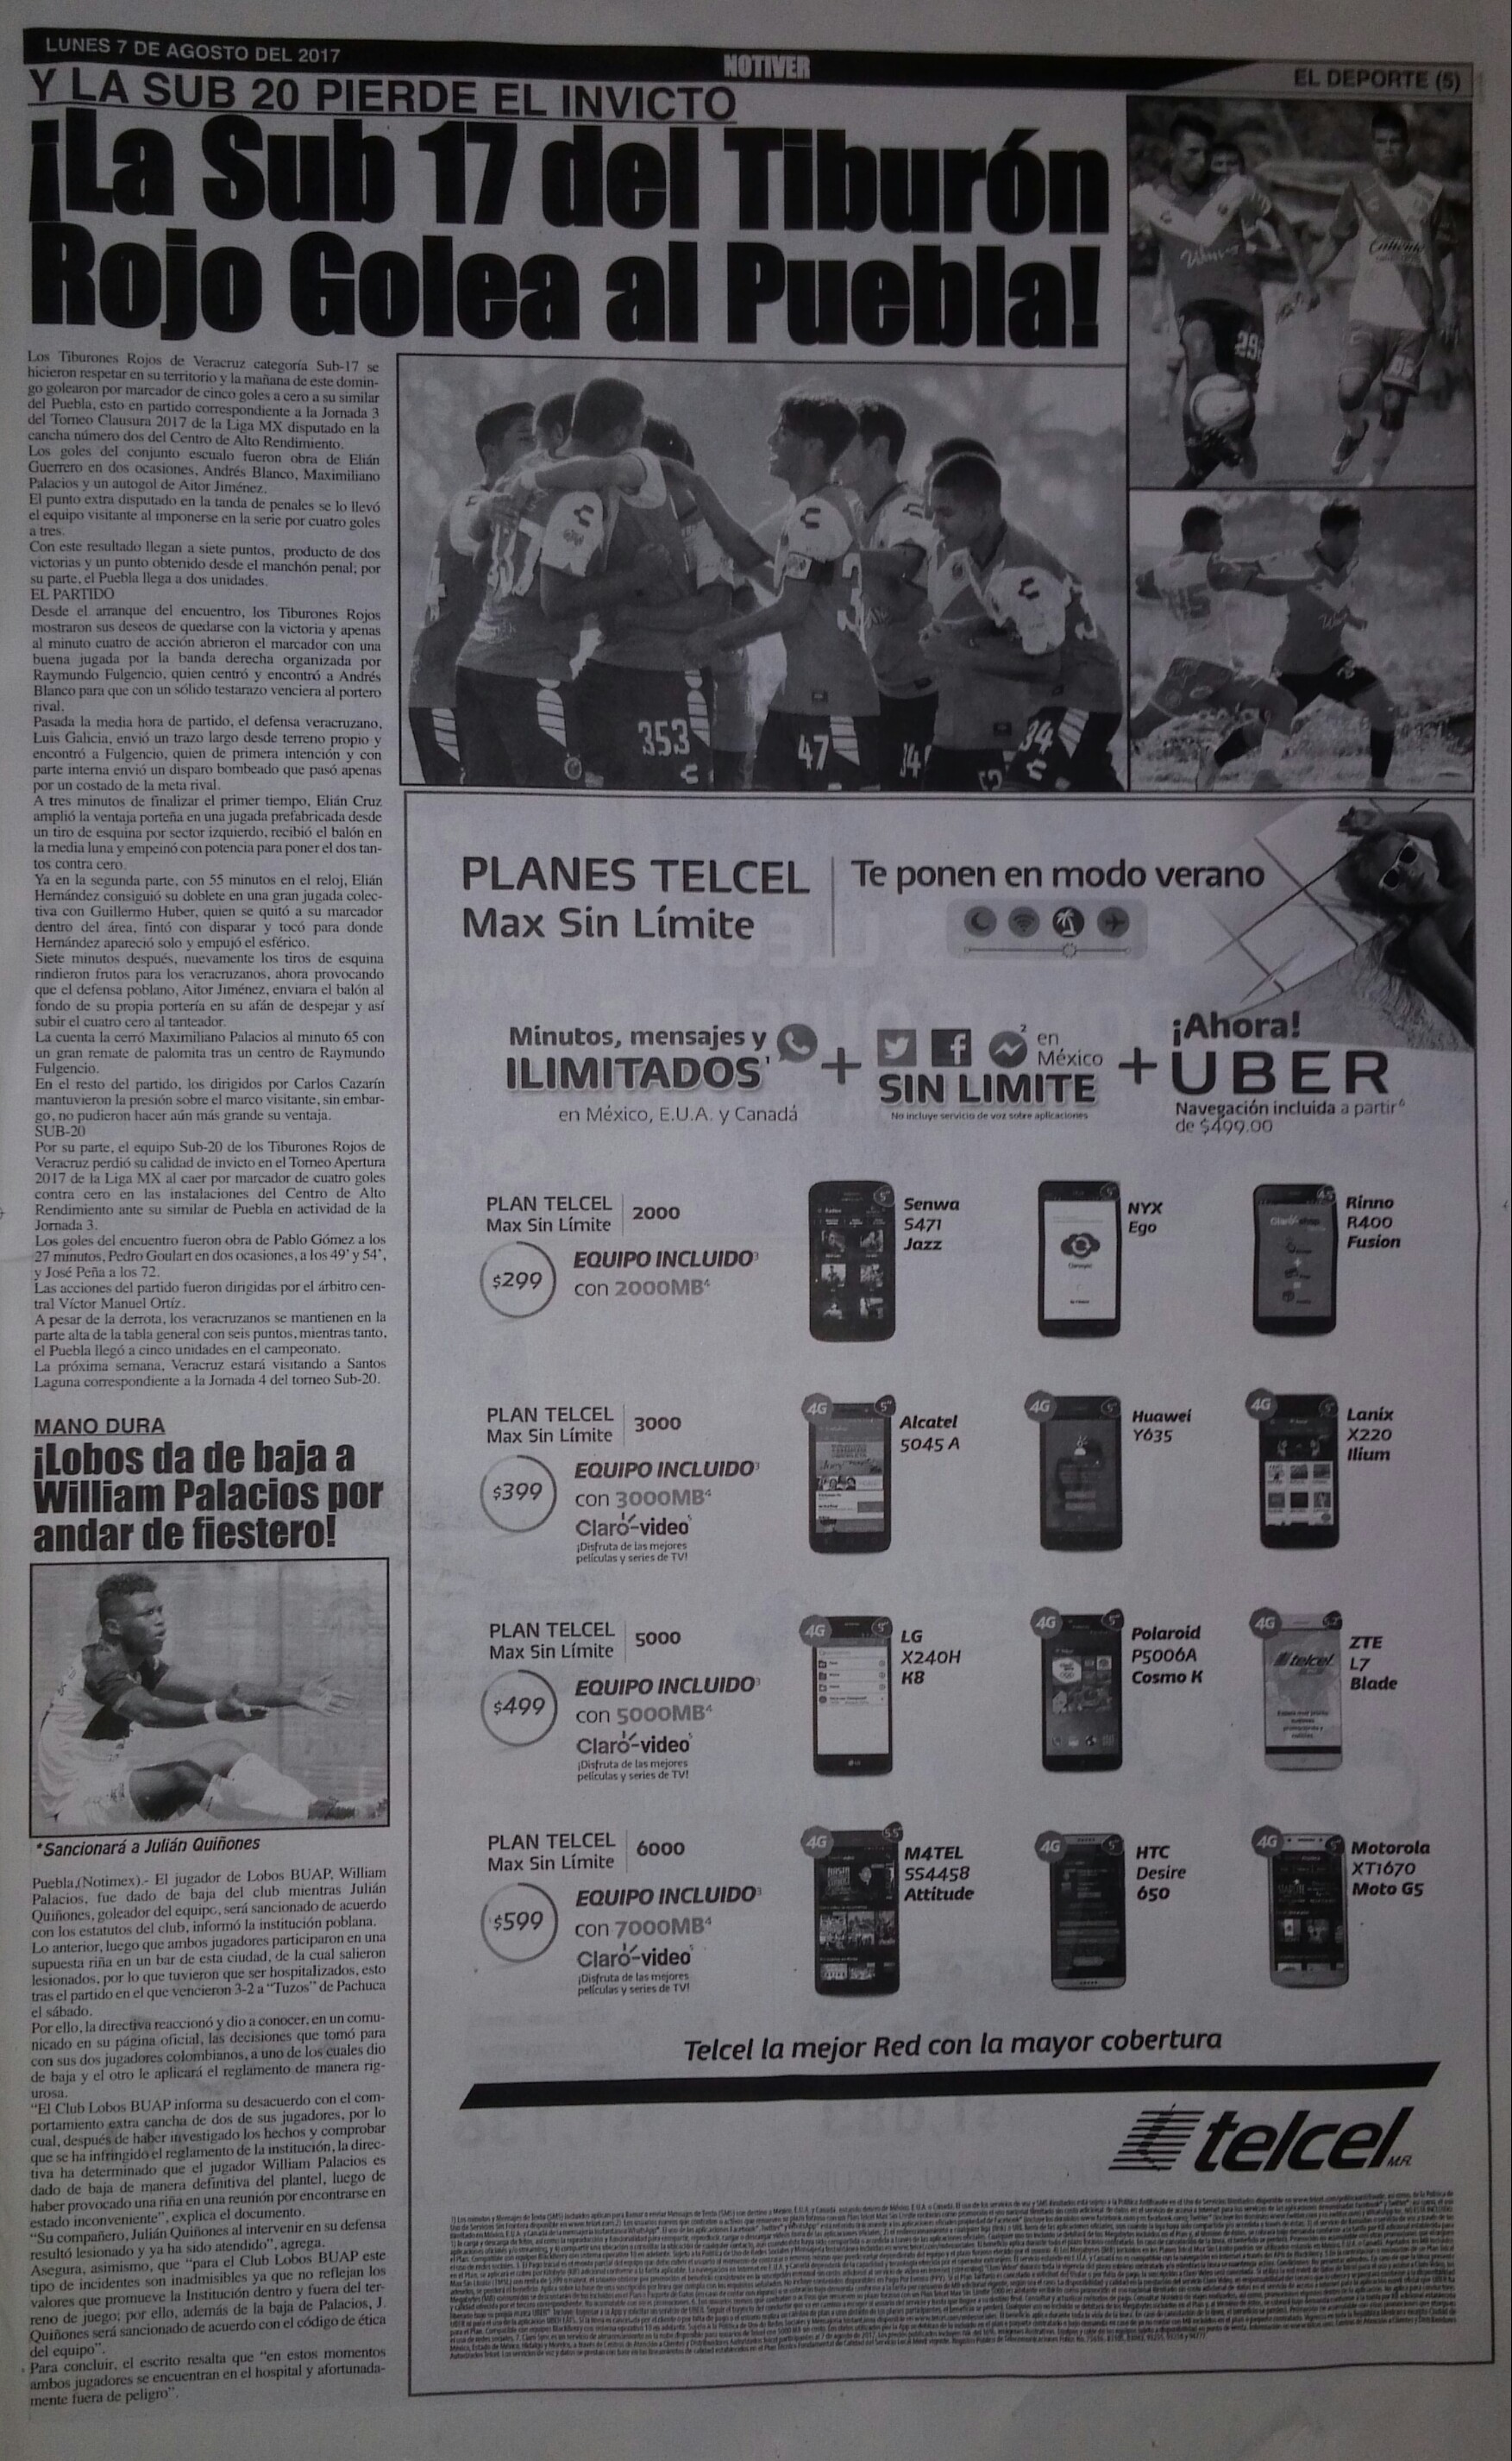 LUNES 7 DE AGOSTO DEL 2017
NOTIVER
EL DEPORTE (5)
Y LA SUB 20 PIERDE EL INVICTO
¡La Sub 17 del Tiburón
Rojo Golea al Puebla!
Los Tiburones Rojos de Veracruz categoría Sub-17 se
hicieron respetar en su territorio y la mañana de este domin-
go golearon por marcador de cinco goles a cero a su similar
del Puebla, esto en partido correspondiente a la Jornada 3
del Torneo Clausura 2017 de la Liga MX disputado en la
cancha número dos del Centro de Alto Rendimiento.
Los goles del conjunto escualo fueron obra de Elián
Guerrero en dos ocasiones, Andrés Blanco, Maximiliano
Palacios y un autogol de Aitor Jiménez.
El punto extra disputado en la tanda de penales se lo llevó
el equipo visitante al imponerse en la serie por cuatro goles
a tres.
Con este resultado llegan a siete puntos, producto de dos
victorias y un punto obtenido desde el manchón penal; por
su parte, el Puebla llega a dos unidades.
EL PARTIDO
Desde el arranque del encuentro, los Tiburones Rojos
mostraron sus deseos de quedarse con la victoria y apenas
al minuto cuatro de acción abrieron el marcador con una
buena jugada por la banda derecha organizada por
Raymundo Fulgencio, quien centró y encontró a Andrés
Blanco para que con un sólido testarazo venciera al portero
rival.
Pasada la media hora de partido, el defensa veracruzano,
Luis Galicia, envió un trazo largo desde terreno propio y
encontró a Fulgencio, quien de primera intención y con
parte interna envió un disparo bombeado que pasó apenas
por un costado de la meta rival.
A tres minutos de finalizar el primer tiempo, Elián Cruz
amplió la ventaja porteña en una jugada prefabricada desde
un tiro de esquina por sector izquierdo, recibió el balón en
la media luna y empeinó con potencia para poner el dos tan-
tos contra cero.
Ya en la segunda parte, con 55 minutos en el reloj, Elián
Hernández consiguió su doblete en una gran jugada colec-
tiva con Guillermo Huber, quien se quitó a su marcador
dentro del área, fintó con disparar y tocó para donde
Hernández apareció solo y empujó el esférico.
Siete minutos después, nuevamente los tiros de esquina
rindieron frutos para los veracruzanos, ahora provocando
que el defensa poblano, Aitor Jiménez, enviara el balón al
fondo de su propia portería en su afán de despejar y así
subir el cuatro cero al tanteador.
La cuenta la cerró Maximiliano Palacios al minuto 65 con
un gran remate de palomita tras un centro de Raymundo
Fulgencio.
En el resto del partido, los dirigidos por Carlos Cazarín
mantuvieron la presión sobre el marco visitante, sin embar-
go, no pudieron hacer aún más grande su ventaja.
SUB-20
Por su parte, el equipo Sub-20 de los Tiburones Rojos de
Veracruz perdió su calidad de invicto en el Torneo Apertura
2017 de la Liga MX al caer por marcador de cuatro goles
contra cero en las instalaciones del Centro de Alto
Rendimiento ante su similar de Puebla en actividad de la
Jornada 3.
Los goles del encuentro fueron obra de Pablo Gómez a los
27 minutos, Pedro Goulart en dos ocasiones, a los 49' y 54',
y José Peña a los 72.
Las acciones del partido fueron dirigidas por el árbitro cen-
tral Víctor Manuel Ortíz.
A pesar de la derrota, los veracruzanos se mantienen en la
parte alta de la tabla general con seis puntos, mientras tanto,
el Puebla llegó a cinco unidades en el campeonato.
La próxima semana, Veracruz estará visitando a Santos
Laguna correspondiente a la Jornada 4 del torneo Sub-20.
MANO DURA
¡Lobos da de baja a
William Palacios por
andar de fiestero!
*Sancionará a Julián Quiñones
Puebla,(Notimex).- El jugador de Lobos BUAP, William
Palacios, fue dado de baja del club mientras Julián
Quiñones, goleador del equipo, será sancionado de acuerdo
con los estatutos del club, informó la institución poblana.
Lo anterior, luego que ambos jugadores participaron en una
supuesta riña en un bar de esta ciudad, de la cual salieron
lesionados, por lo que tuvieron que ser hospitalizados, esto
tras el partido en el que vencieron 3-2 a "Tuzos" de Pachuca
el sábado.
Por ello, la directiva reaccionó y dio a conocer, en un comu-
nicado en su página oficial, las decisiones que tomó para
con sus dos jugadores colombianos, a uno de los cuales dio
de baja y el otro le aplicará el reglamento de manera rig-
urosa.
"El Club Lobos BUAP informa su desacuerdo con el com-
portamiento extra cancha de dos de sus jugadores, por lo
cual, después de haber investigado los hechos y comprobar
que se ha infringido el reglamento de la institución, la direc-
tiva ha determinado que el jugador William Palacios es
dado de baja de manera definitiva del plantel, luego de
haber provocado una riña en una reunión por encontrarse en
estado inconveniente", explica el documento.
"Su compañero, Julián Quiñones al intervenir en su defensa
resultó lesionado y ya ha sido atendido", agrega.
Asegura, asimismo, que "para el Club Lobos BUAP este
tipo de incidentes son inadmisibles ya que no reflejan los
valores que promueve la Institución dentro y fuera del ter-
reno de juego; por ello, además de la baja de Palacios, J.
Quiñones será sancionado de acuerdo con el código de ética
del equipo".
Para concluir, el escrito resalta que "en estos momentos
ambos jugadores se encuentran en el hospital y afortunada-
mente fuera de peligro".
353
47
34
29
Caliente
15
PLANES TELCEL
Max Sin Límite
Te ponen en modo verano
Minutos, mensajes y
ILIMITADOS¹
en México, E.U.A. y Canadá
+
² en
México
SIN LIMITE
No incluye servicio de voz sobre aplicaciones
+
¡Ahora!
UBER
Navegación incluida a partir⁶
de $499.00
PLAN TELCEL
Max Sin Límite
2000
$299
EQUIPO INCLUIDO³
con 2000MB⁴
Senwa
S471
Jazz
NYX
Ego
Rinno
R400
Fusion
PLAN TELCEL
Max Sin Límite
3000
$399
EQUIPO INCLUIDO³
con 3000MB⁴
Claro-video⁵
¡Disfruta de las mejores
películas y series de TV!
4G
5"
Alcatel
5045 A
4G
Huawei
Y635
4G
Lanix
X220
Ilium
PLAN TELCEL
Max Sin Límite
5000
$499
EQUIPO INCLUIDO³
con 5000MB⁴
Claro-video⁵
¡Disfruta de las mejores
películas y series de TV!
4G
LG
X240H
K8
4G
Polaroid
P5006A
Cosmo K
4G
telcel
ZTE
L7
Blade
PLAN TELCEL
Max Sin Límite
6000
$599
EQUIPO INCLUIDO³
con 7000MB⁴
Claro-video⁵
¡Disfruta de las mejores
películas y series de TV!
4G
5.5"
M4TEL
SS4458
Attitude
4G
HTC
Desire
650
4G
Motorola
XT1670
Moto G5
Telcel la mejor Red con la mayor cobertura
telcel M.R.